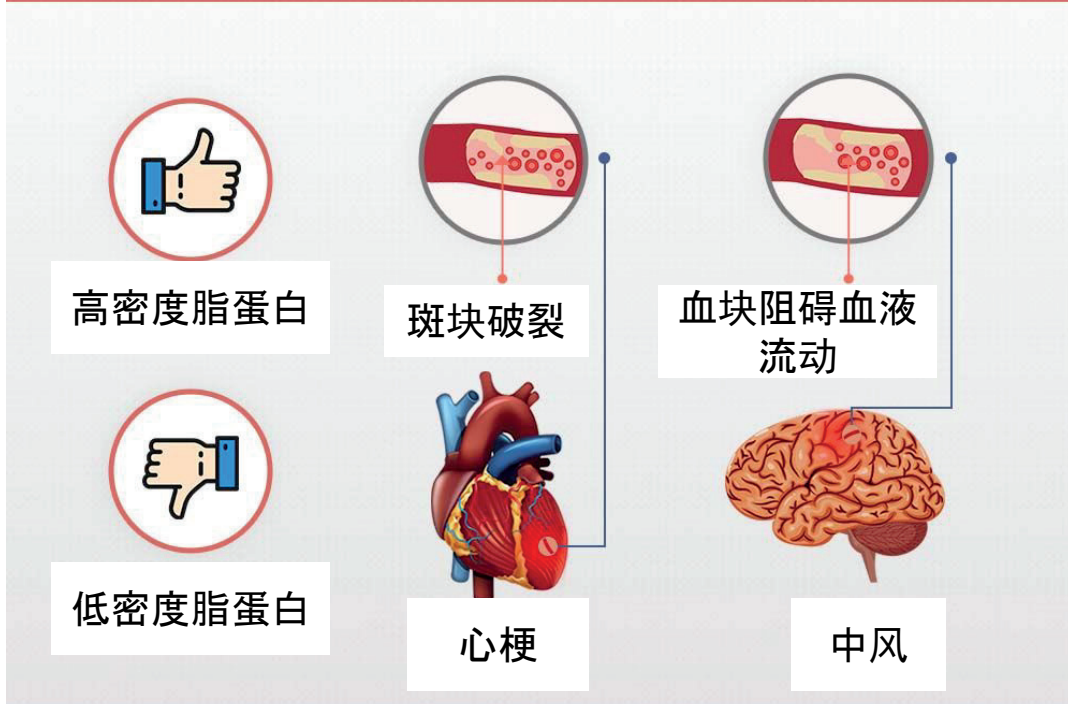 高密度脂蛋白
斑块破裂
血块阻碍血液
流动
低密度脂蛋白
心梗
中风